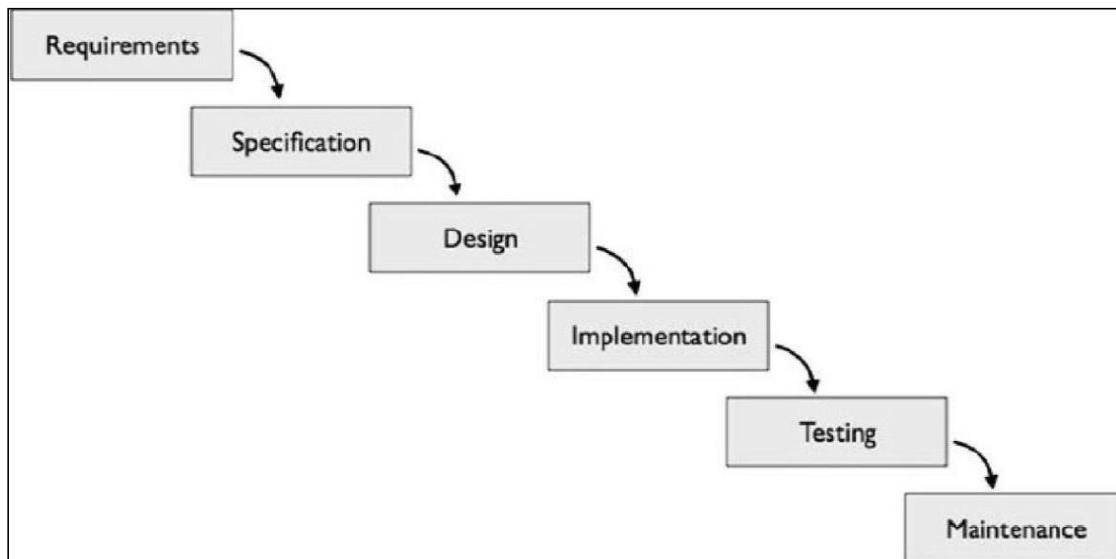 Requirements
Specification
Design
Implementation
Testing
Maintenance